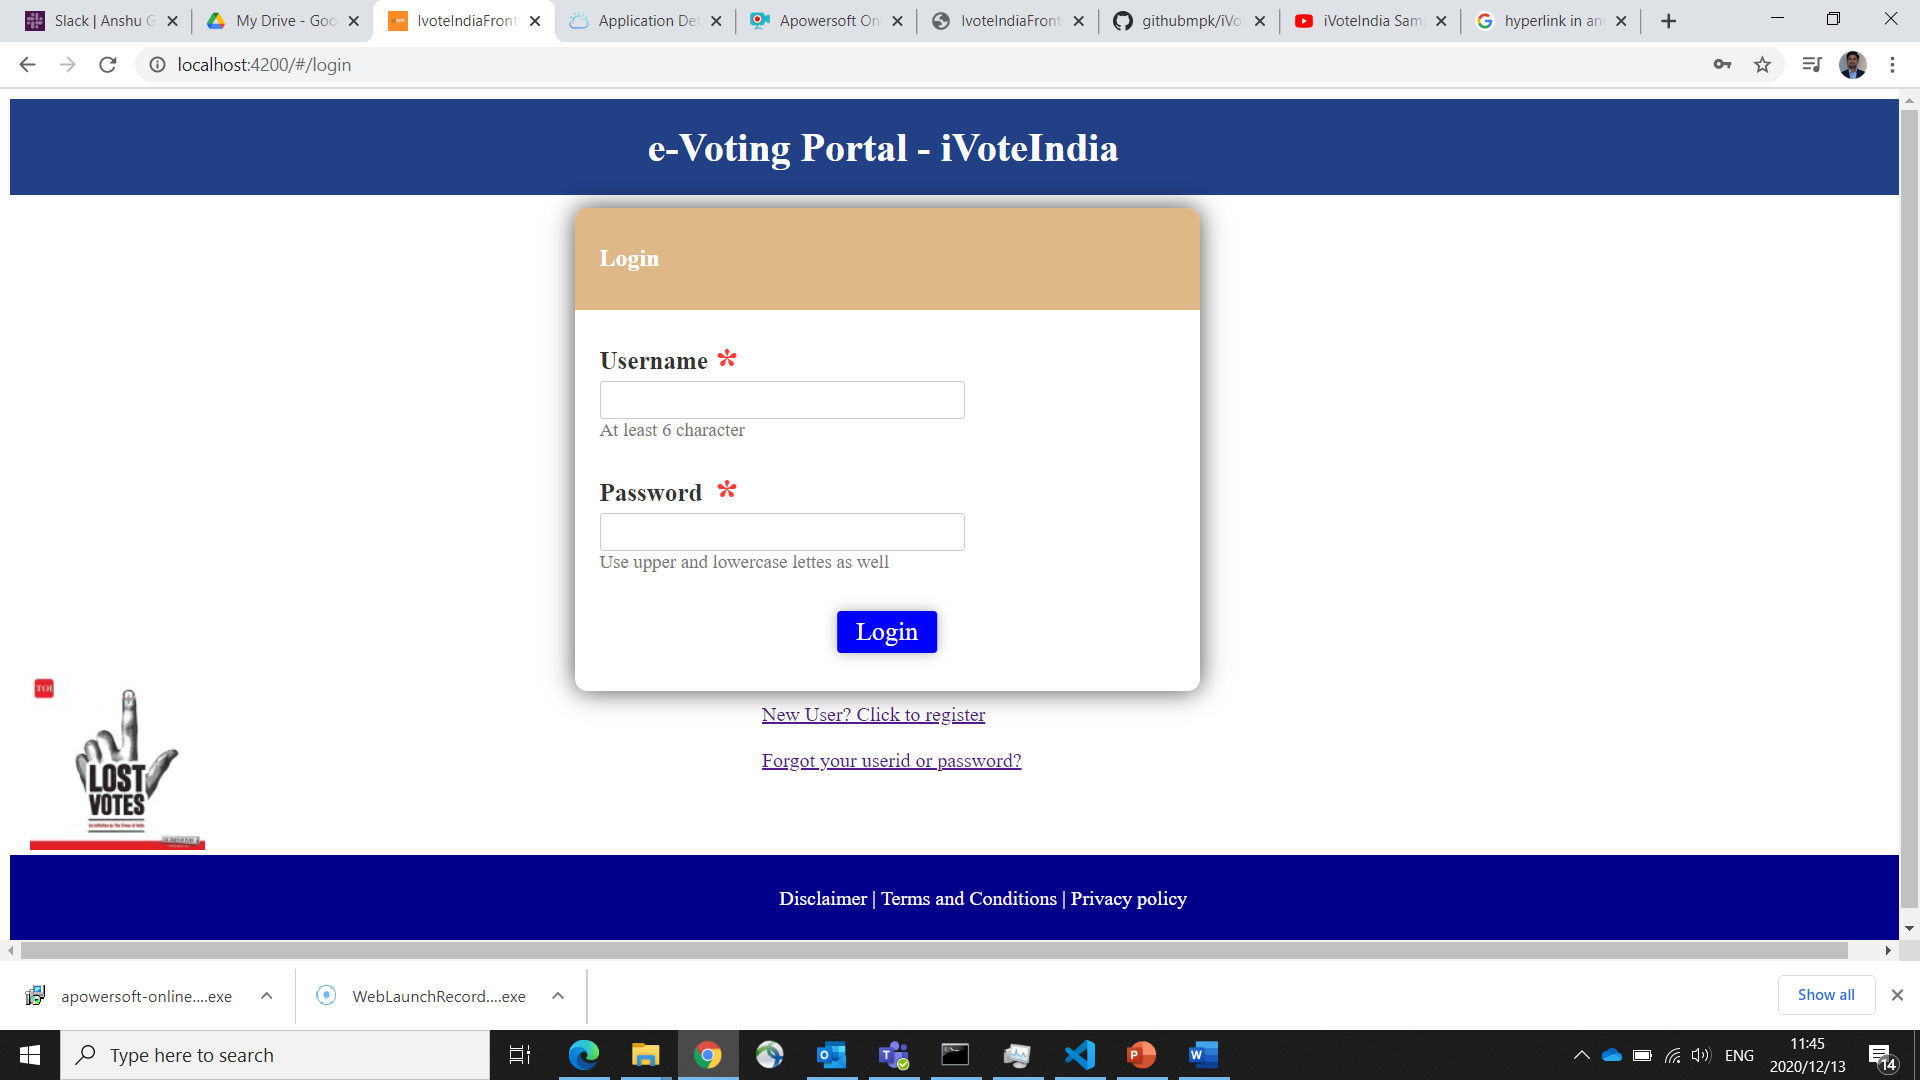 Slack | Anshu G
My Drive - Goo
IvoteIndiaFront
Application Det
Apowersoft On
IvoteIndiaFront
githubmpk/iVo
iVoteIndia Sam
hyperlink in an
localhost:4200/#/login
e-Voting Portal - iVoteIndia
Login
Username *
At least 6 character
Password *
Use upper and lowercase lettes as well
Login
New User? Click to register
Forgot your userid or password?
TOI
LOST
VOTES
Disclaimer | Terms and Conditions | Privacy policy
apowersoft-online....exe
WebLaunchRecord....exe
Show all
Type here to search
ENG
11:45
2020/12/13
14